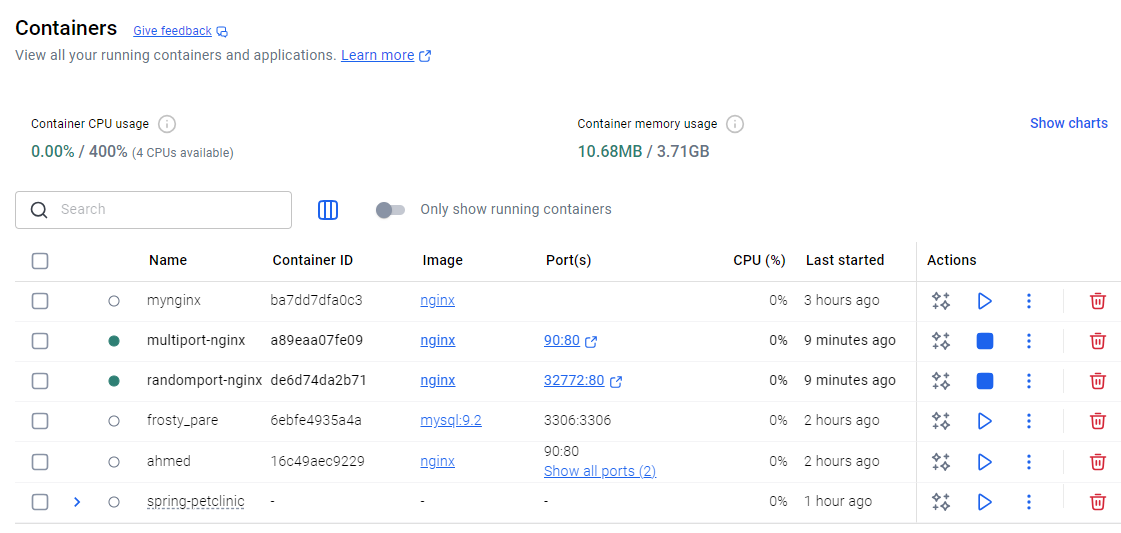 Containers Give feedback
View all your running containers and applications. Learn more
Container CPU usage Container memory usage Show charts
0.00% / 400% (4 CPUs available) 10.68MB / 3.71GB
Search Only show running containers
Name Container ID Image Port(s) CPU (%) Last started Actions
mynginx ba7dd7dfa0c3 nginx 0% 3 hours ago
multiport-nginx a89eaa07fe09 nginx 90:80 0% 9 minutes ago
randomport-nginx de6d74da2b71 nginx 32772:80 0% 9 minutes ago
frosty_pare 6ebfe4935a4a mysql:9.2 3306:3306 0% 2 hours ago
ahmed 16c49aec9229 nginx 90:80 0% 2 hours ago
Show all ports (2)
spring-petclinic - - - 0% 1 hour ago